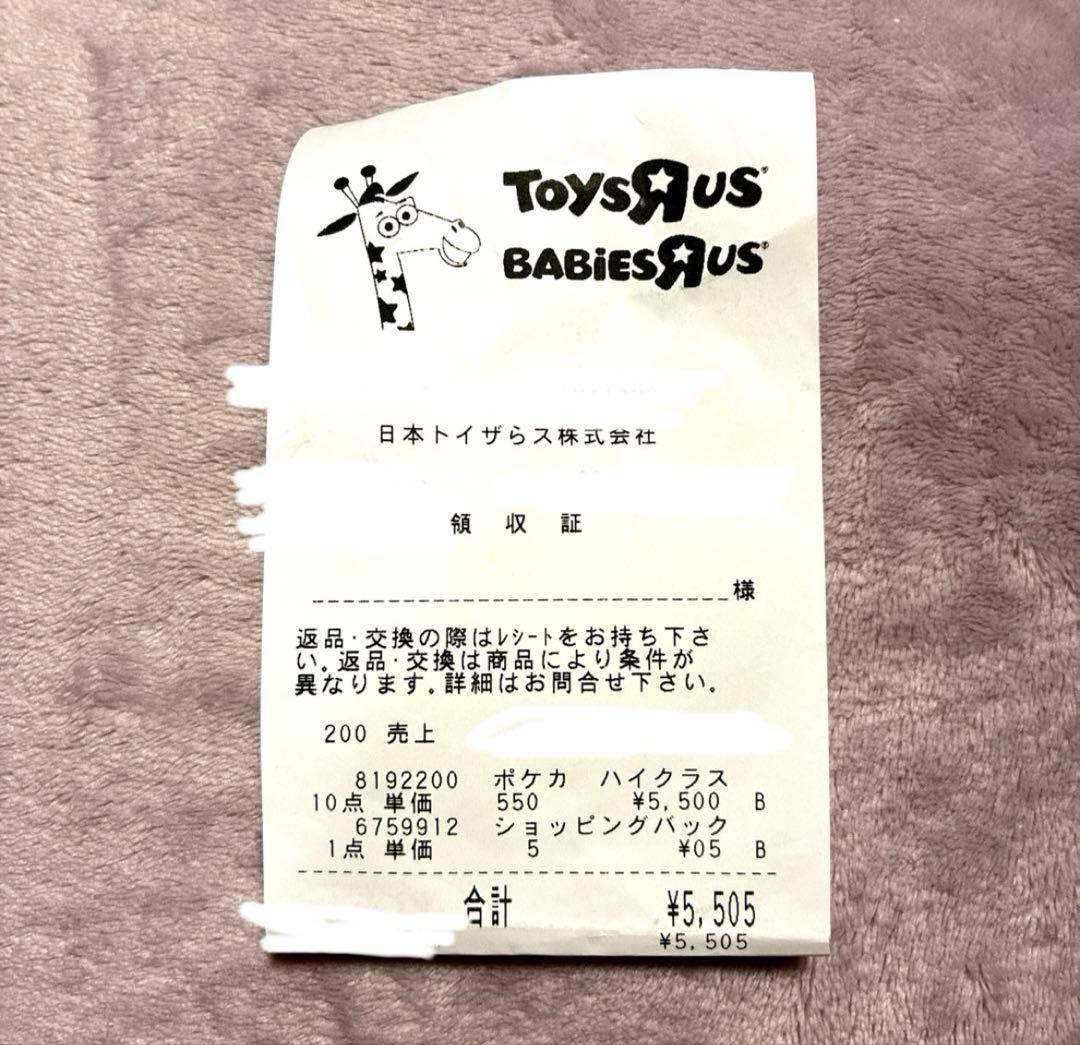 TOYSRUS
BABiESRUS
日本トイザらス株式会社
領 収 証
様
返品・交換の際はﾚｼｰﾄをお持ち下さ
い。返品・交換は商品により条件が
異なります。詳細はお問合せ下さい。
200 売上
8192200 ポケカ ハイクラス
10点 単価 550 ¥5,500 B
6759912 ショッピングバック
1点 単価 5 ¥05 B
合計 ¥5,505
¥5,505